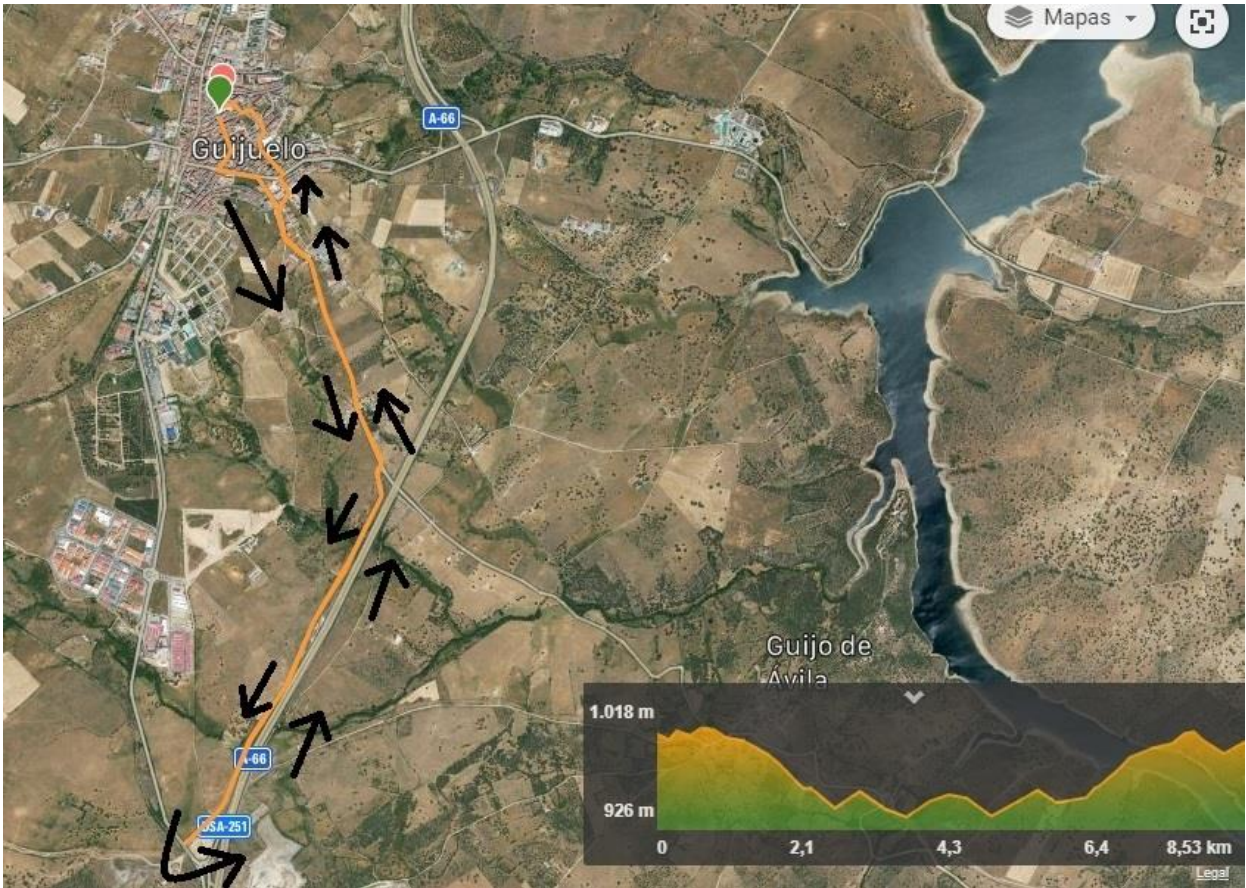 Mapas
A-66
Guijuelo
Guijo de
Ávila
A-66
DSA-251
1.018 m
926 m
0 2,1 4,3 6,4 8,53 km
Legal